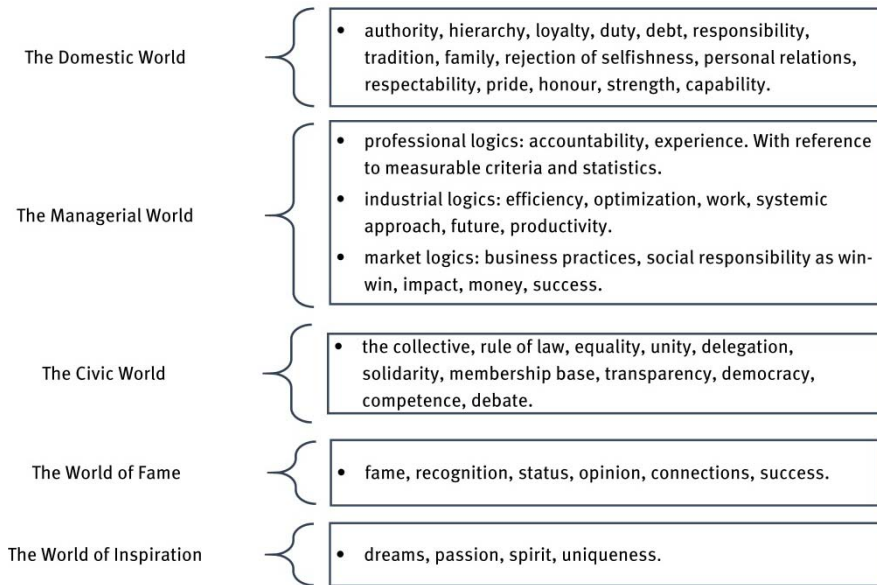 The Domestic World
• authority, hierarchy, loyalty, duty, debt, responsibility,
tradition, family, rejection of selfishness, personal relations,
respectability, pride, honour, strength, capability.
The Managerial World
• professional logics: accountability, experience. With reference
to measurable criteria and statistics.
• industrial logics: efficiency, optimization, work, systemic
approach, future, productivity.
• market logics: business practices, social responsibility as win-
win, impact, money, success.
The Civic World
• the collective, rule of law, equality, unity, delegation,
solidarity, membership base, transparency, democracy,
competence, debate.
The World of Fame
• fame, recognition, status, opinion, connections, success.
The World of Inspiration
• dreams, passion, spirit, uniqueness.